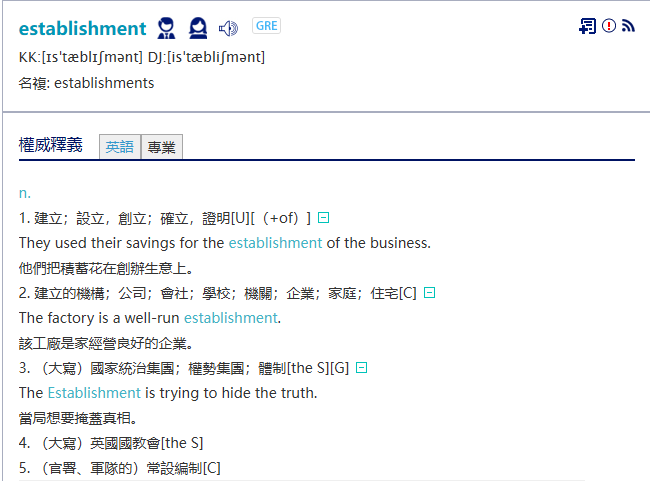 establishment GRE
KK:[ɪsˋtæblɪʃmənt] DJ:[isˋtæbliʃmənt]
名複: establishments
權威釋義 英語 專業
n.
1. 建立；設立，創立；確立，證明[U][（+of）]
They used their savings for the establishment of the business.
他們把積蓄花在創辦生意上。
2. 建立的機構；公司；會社；學校；機關；企業；家庭；住宅[C]
The factory is a well-run establishment.
該工廠是家經營良好的企業。
3. （大寫）國家統治集團；權勢集團；體制[the S][G]
The Establishment is trying to hide the truth.
當局想要掩蓋真相。
4. （大寫）英國國教會[the S]
5. （官署、軍隊的）常設編制[C]